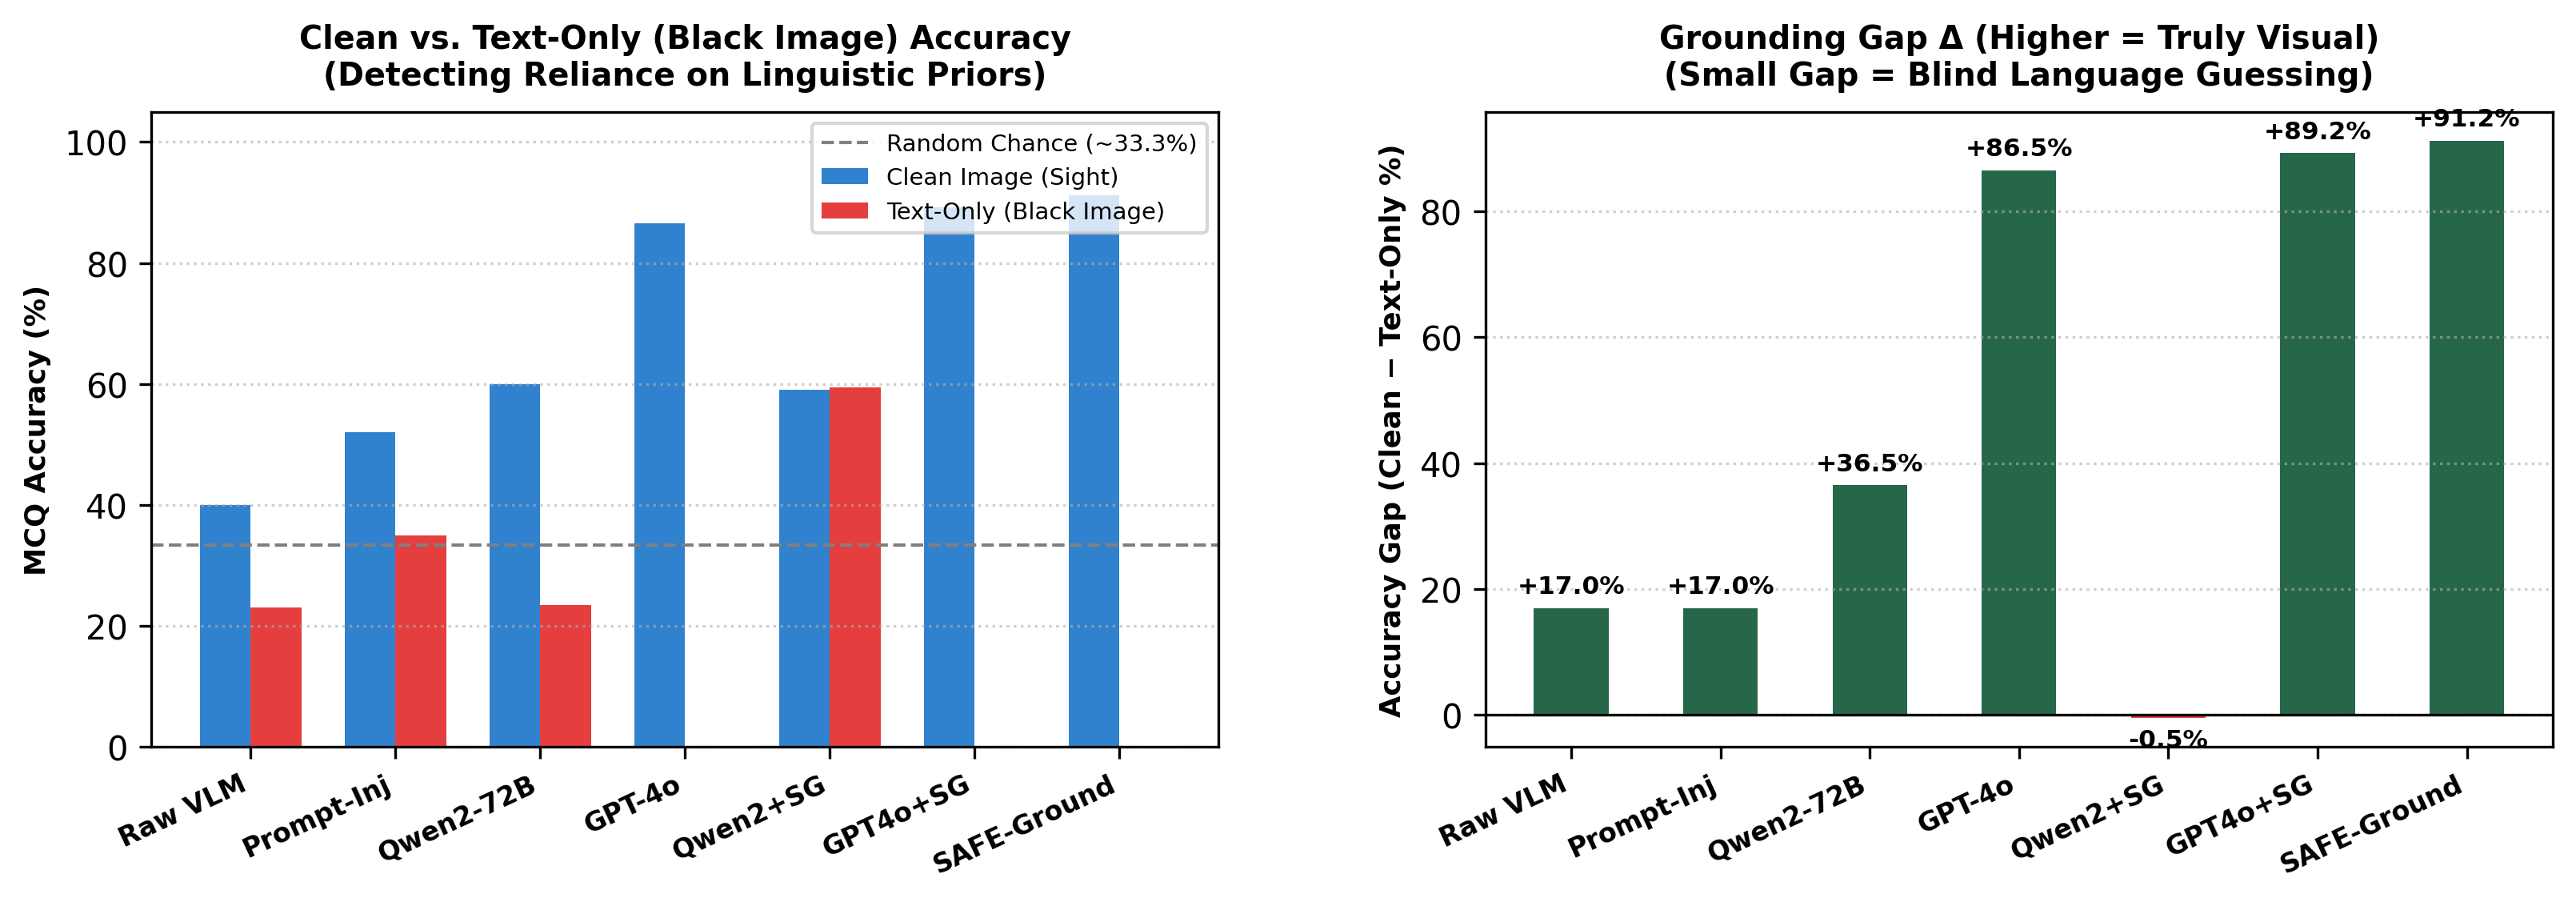 Clean vs. Text-Only (Black Image) Accuracy
(Detecting Reliance on Linguistic Priors)
MCQ Accuracy (%)
100
80
60
40
20
0
Random Chance (~33.3%)
Clean Image (Sight)
Text-Only (Black Image)
Raw VLM
Prompt-Inj
Qwen2-72B
GPT-4o
Qwen2+SG
GPT4o+SG
SAFE-Ground
Grounding Gap Δ (Higher = Truly Visual)
(Small Gap = Blind Language Guessing)
Accuracy Gap (Clean − Text-Only %)
80
60
40
20
0
+17.0%
+17.0%
+36.5%
+86.5%
-0.5%
+89.2%
+91.2%
Raw VLM
Prompt-Inj
Qwen2-72B
GPT-4o
Qwen2+SG
GPT4o+SG
SAFE-Ground